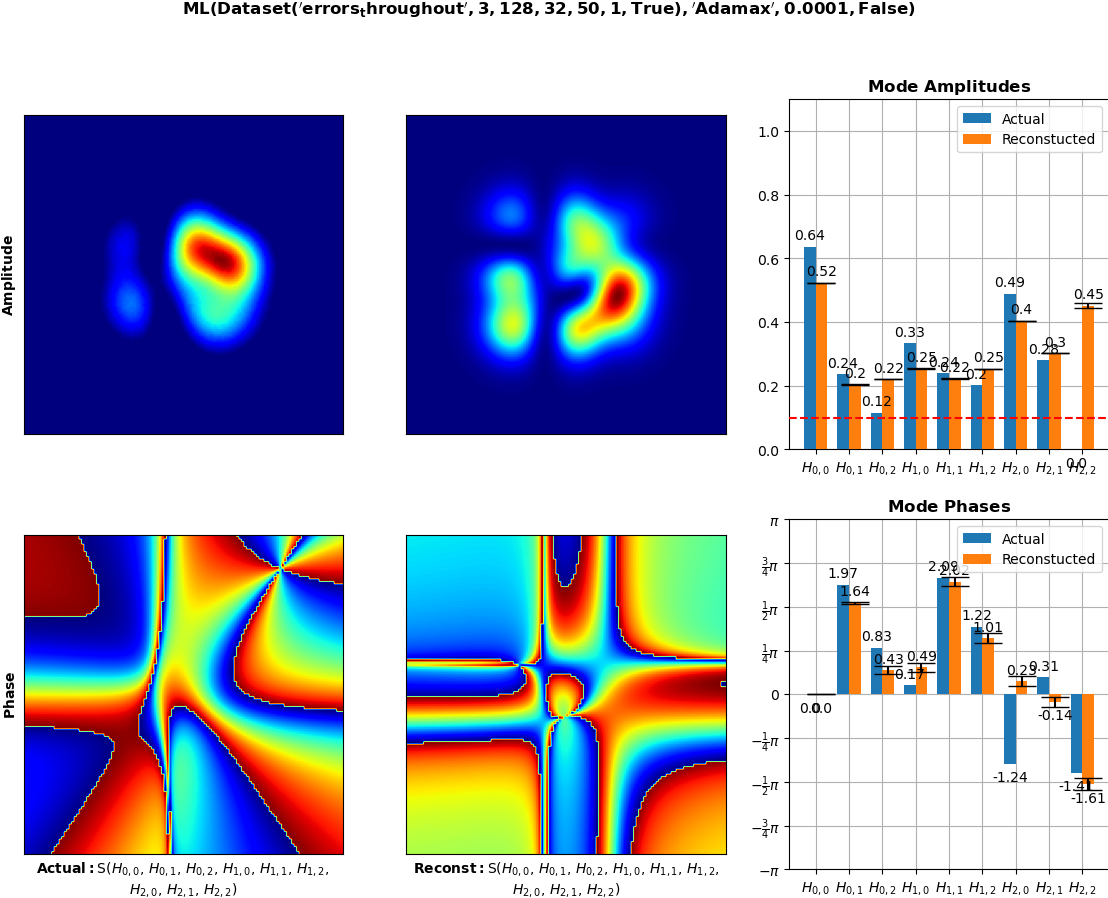 ML(Dataset('errors_throughout', 3, 128, 32, 50, 1, True), 'Adamax', 0.0001, False)
Amplitude
Mode Amplitudes
Actual
Reconstucted
1.0
0.8
0.6
0.4
0.2
0.0
0.64
0.52
0.24
0.2
0.12
0.22
0.33
0.25
0.24
0.22
0.2
0.25
0.49
0.4
0.28
0.3
0.0
0.45
H0,0 H0,1 H0,2 H1,0 H1,1 H1,2 H2,0 H2,1 H2,2
Phase
Mode Phases
Actual
Reconstucted
π
3/4π
1/2π
1/4π
0
−1/4π
−1/2π
−3/4π
−π
0.0
0.0
1.97
1.64
0.83
0.43
0.17
0.49
2.09
2.02
1.22
1.01
-1.24
0.23
0.31
-0.14
-1.61
H0,0 H0,1 H0,2 H1,0 H1,1 H1,2 H2,0 H2,1 H2,2
Actual: S(H0,0, H0,1, H0,2, H1,0, H1,1, H1,2,
H2,0, H2,1, H2,2)
Reconst: S(H0,0, H0,1, H0,2, H1,0, H1,1, H1,2,
H2,0, H2,1, H2,2)